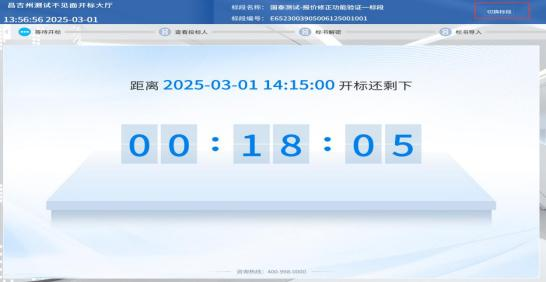 昌吉州测试不见面开标大厅
13:56:56 2025-03-01
标段名称: 国泰测试-报价修正功能验证一标段
标段编号: E6523003905006125001001
切换标段
等待开标
查看投标人
标书解密
标书导入
距离 2025-03-01 14:15:00 开标还剩下
00:18:05
咨询热线: 400-998-0000